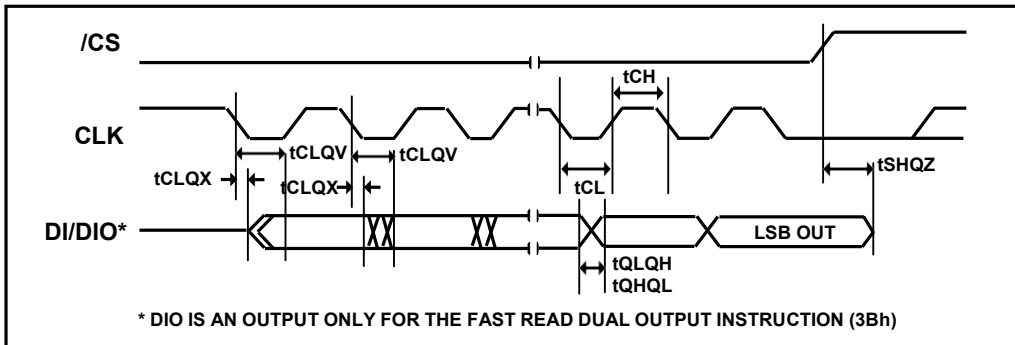 /CS
tCH
CLK
tCLQV
tCLQV
tSHQZ
tCLQX
tCLQX
tCL
DI/DIO*
LSB OUT
tQLQH
tQHQL
* DIO IS AN OUTPUT ONLY FOR THE FAST READ DUAL OUTPUT INSTRUCTION (3Bh)